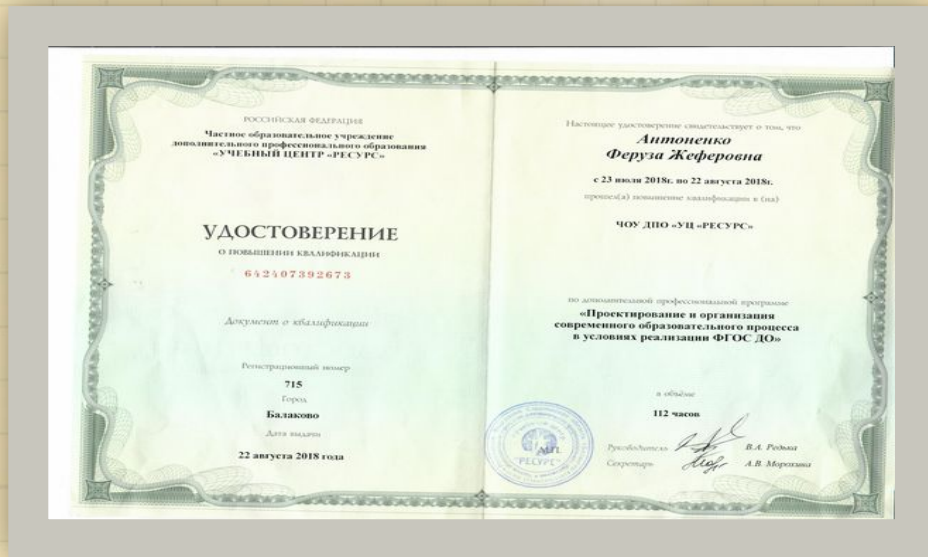 РОССИЙСКАЯ ФЕДЕРАЦИЯ
Частное образовательное учреждение
дополнительного профессионального образования
«УЧЕБНЫЙ ЦЕНТР «РЕСУРС»
УДОСТОВЕРЕНИЕ
О ПОВЫШЕНИИ КВАЛИФИКАЦИИ
642407392673
Документ о квалификации
Регистрационный номер
715
Город
Балаково
Дата выдачи
22 августа 2018 года
Настоящее удостоверение свидетельствует о том, что
Антоненко
Феруза Жеферовна
с 23 июля 2018г. по 22 августа 2018г.
прошел(а) повышение квалификации в (на)
ЧОУ ДПО «УЦ «РЕСУРС»
по дополнительной профессиональной программе
«Проектирование и организация
современного образовательного процесса
в условиях реализации ФГОС ДО»
в объёме
112 часов
М.П.
"РЕСУРС"
Руководитель В.А. Редька
Секретарь А.В. Морозова